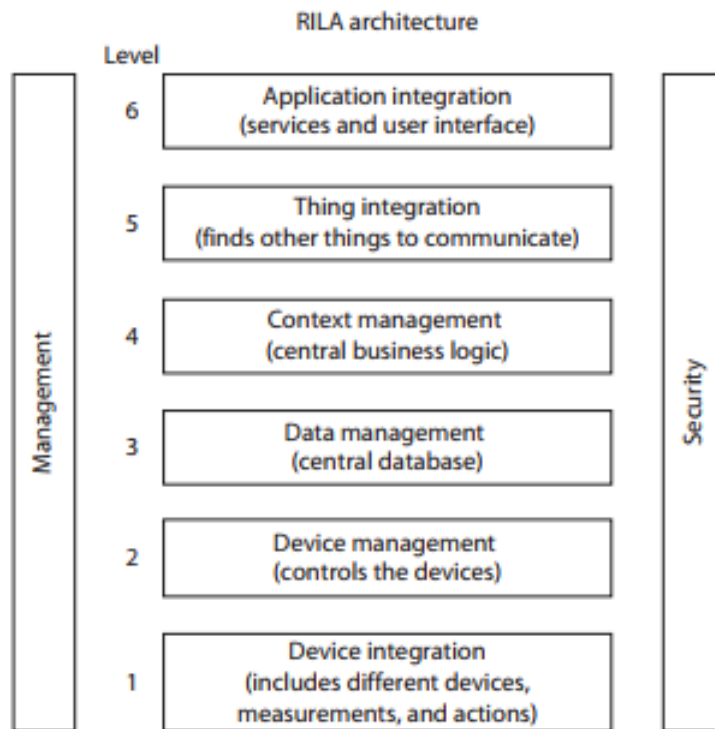 RILA architecture
Level
6
Application integration
(services and user interface)
5
Thing integration
(finds other things to communicate)
4
Context management
(central business logic)
3
Data management
(central database)
2
Device management
(controls the devices)
1
Device integration
(includes different devices,
measurements, and actions)
Management
Security